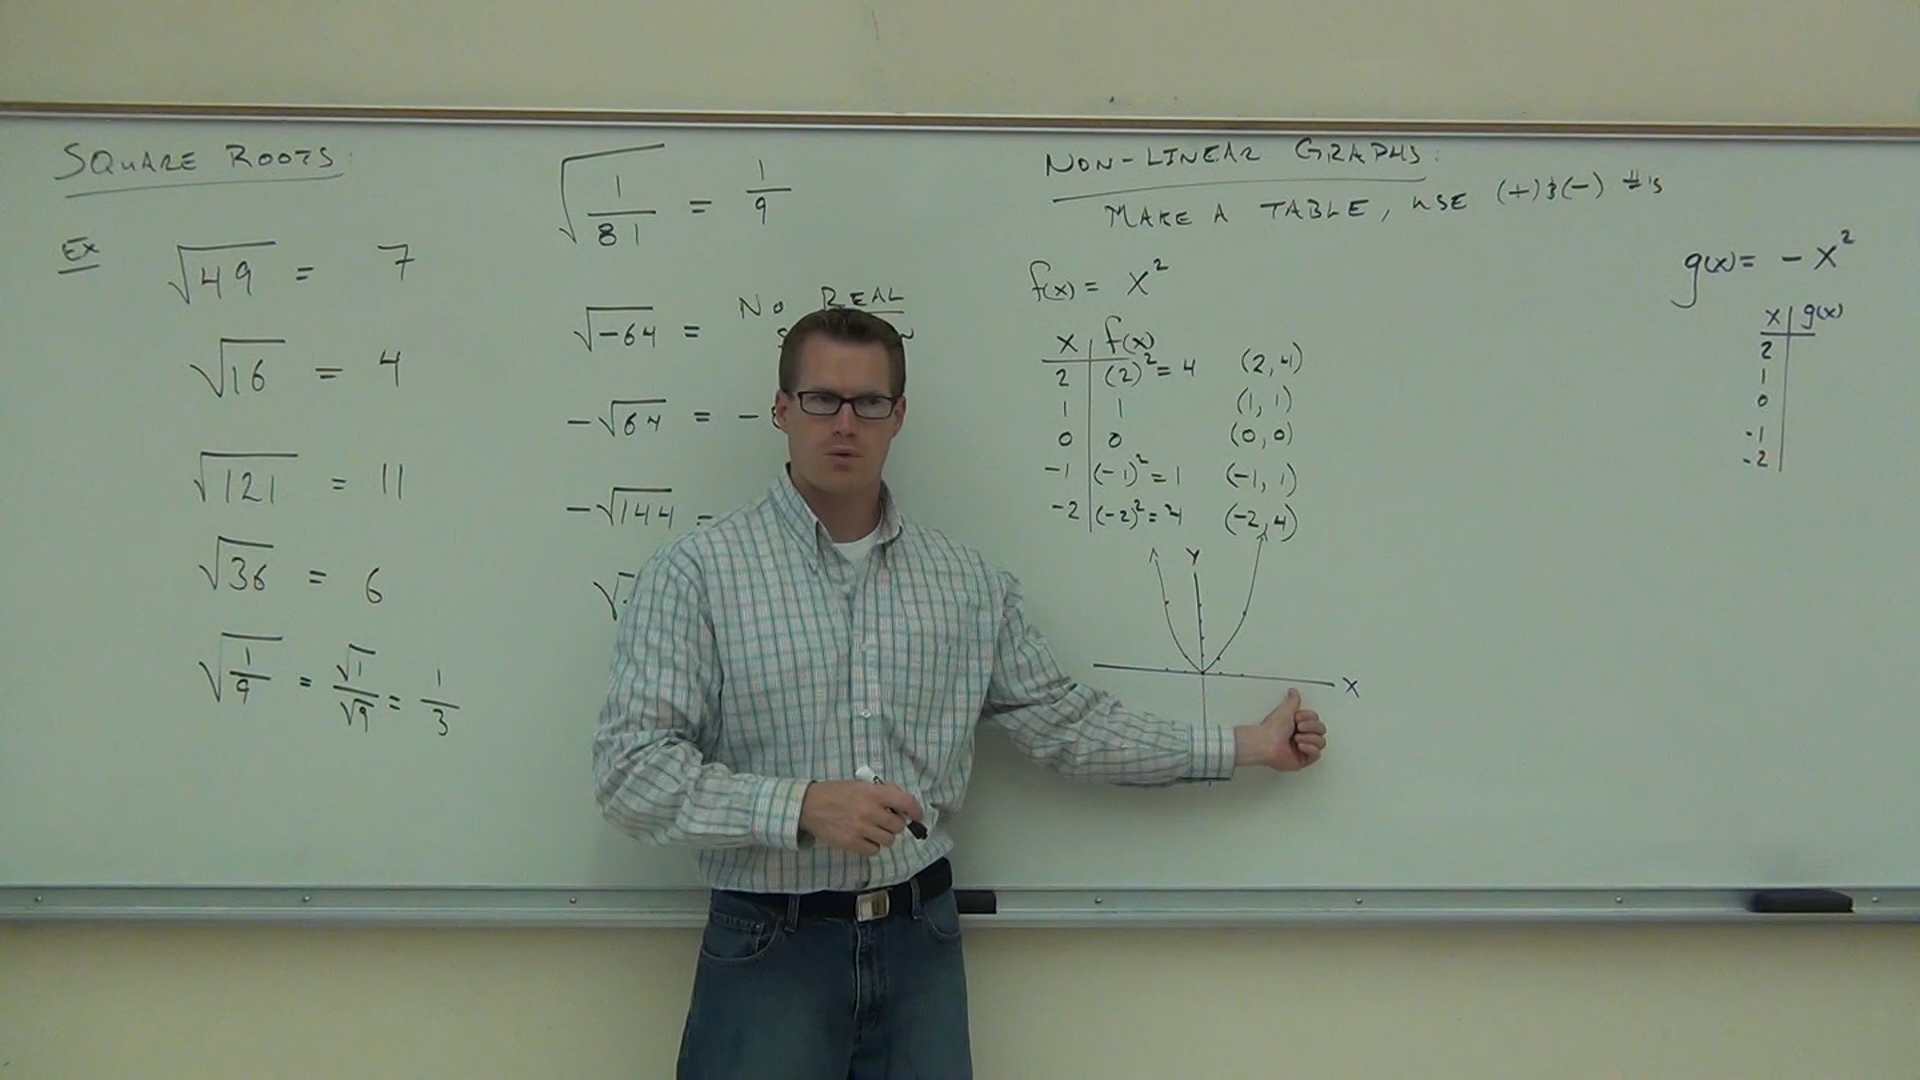 SQUARE ROOTS:
Ex √49 = 7
√16 = 4
√121 = 11
√36 = 6
√(1/9) = √1/√9 = 1/3
√(1/81) = 1/9
√-64 = NO REAL
-√64 = -
-√144 =
NON-LINEAR GRAPHS:
MAKE A TABLE, USE (+) & (-) #'s
f(x) = x²
x | f(x)
2 | (2)² = 4 (2, 4)
1 | 1 (1, 1)
0 | 0 (0, 0)
-1 | (-1)² = 1 (-1, 1)
-2 | (-2)² = 4 (-2, 4)
Y
X
g(x) = -x²
x | g(x)
2
1
0
-1
-2